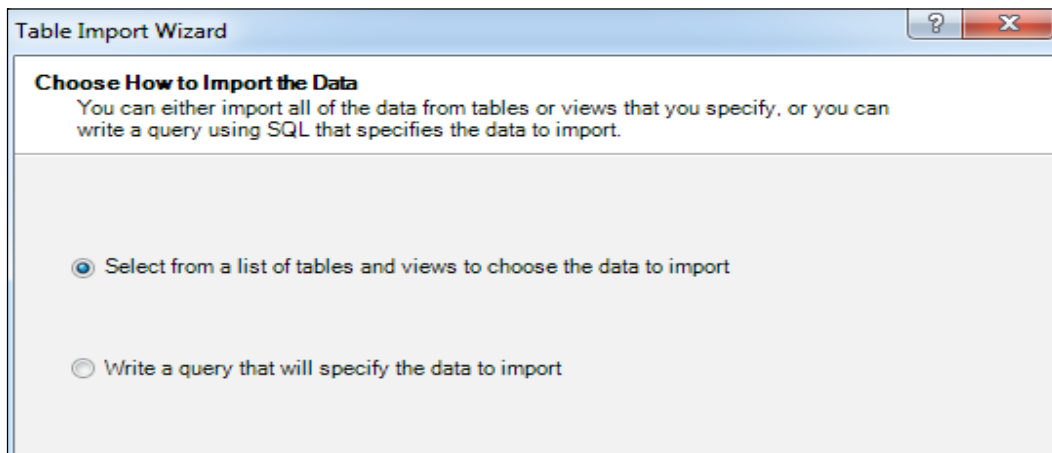 Table Import Wizard
?
Choose How to Import the Data
You can either import all of the data from tables or views that you specify, or you can
write a query using SQL that specifies the data to import.
Select from a list of tables and views to choose the data to import
Write a query that will specify the data to import